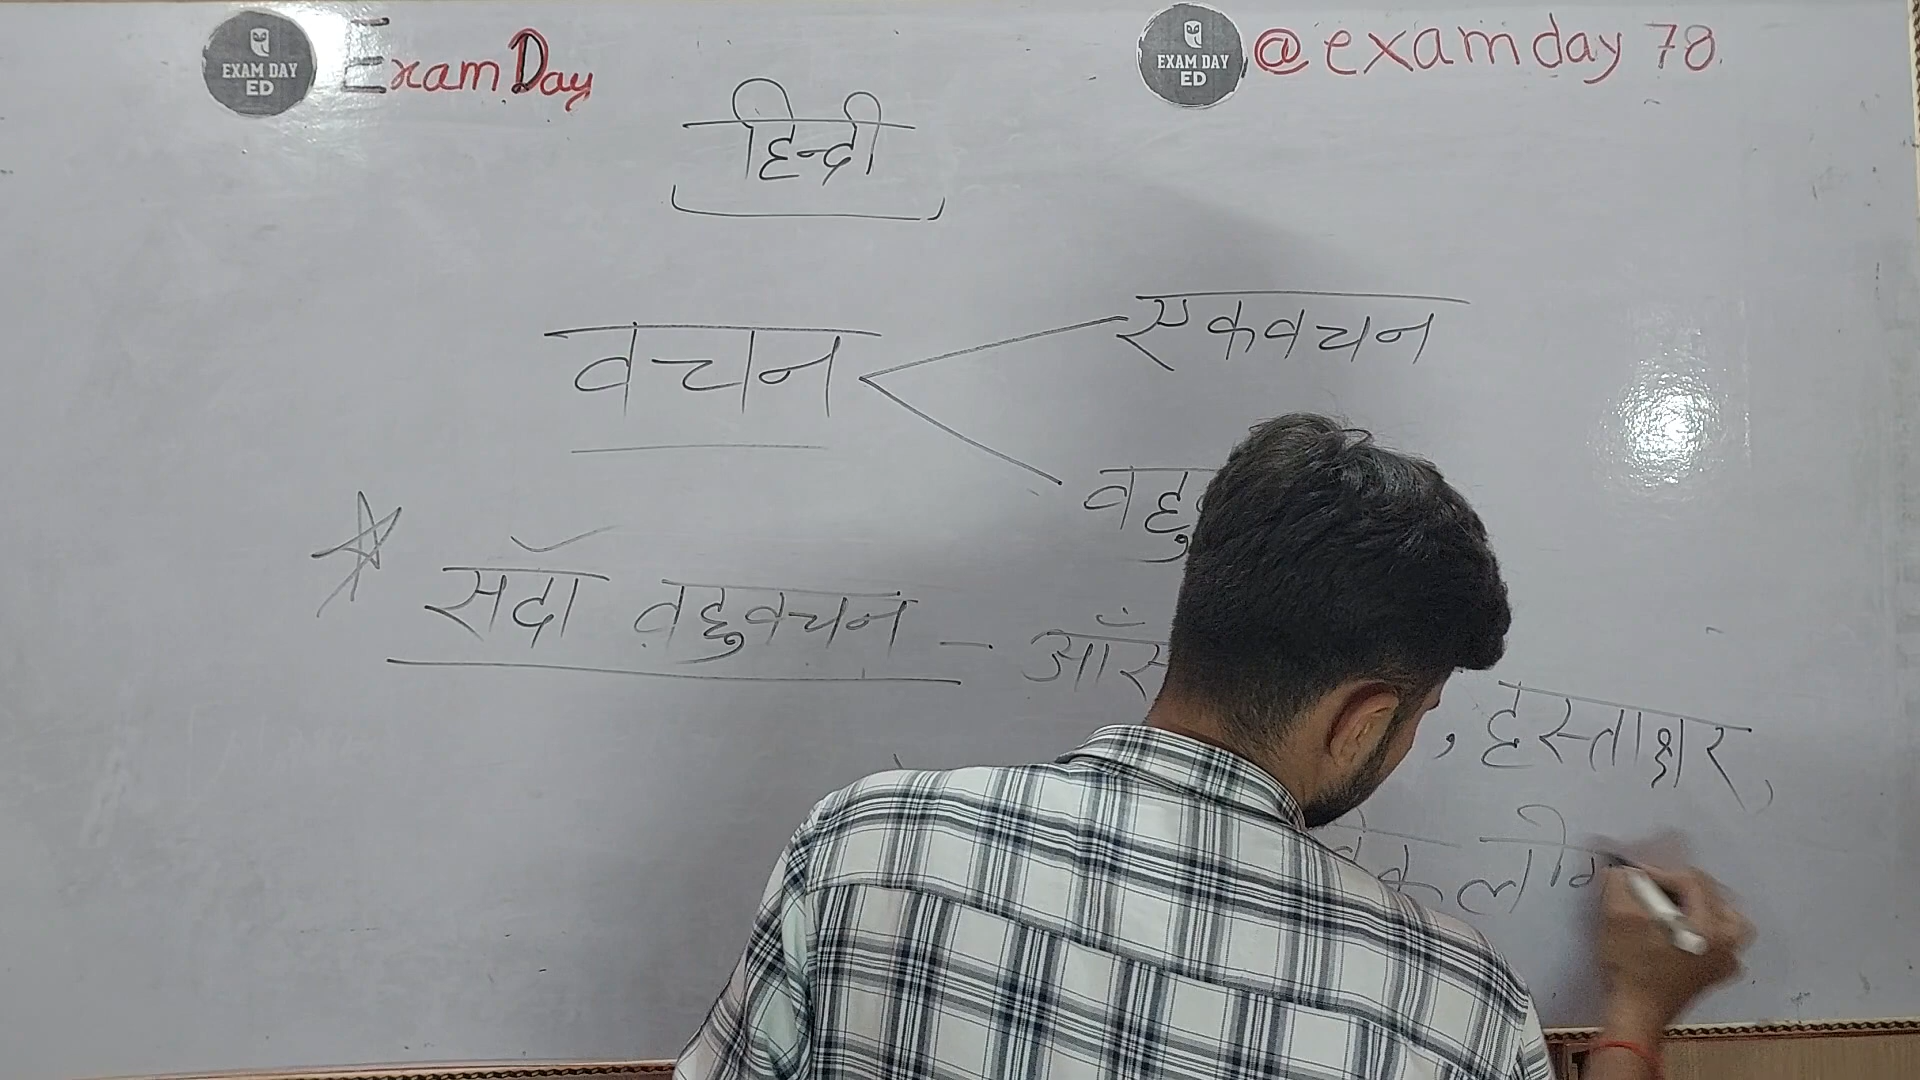 EXAM DAY
ED
Exam Day
EXAM DAY
ED
@examday 78
हिन्दी
वचन
एकवचन
सदा बहुवचन -
, हस्ताक्षर,